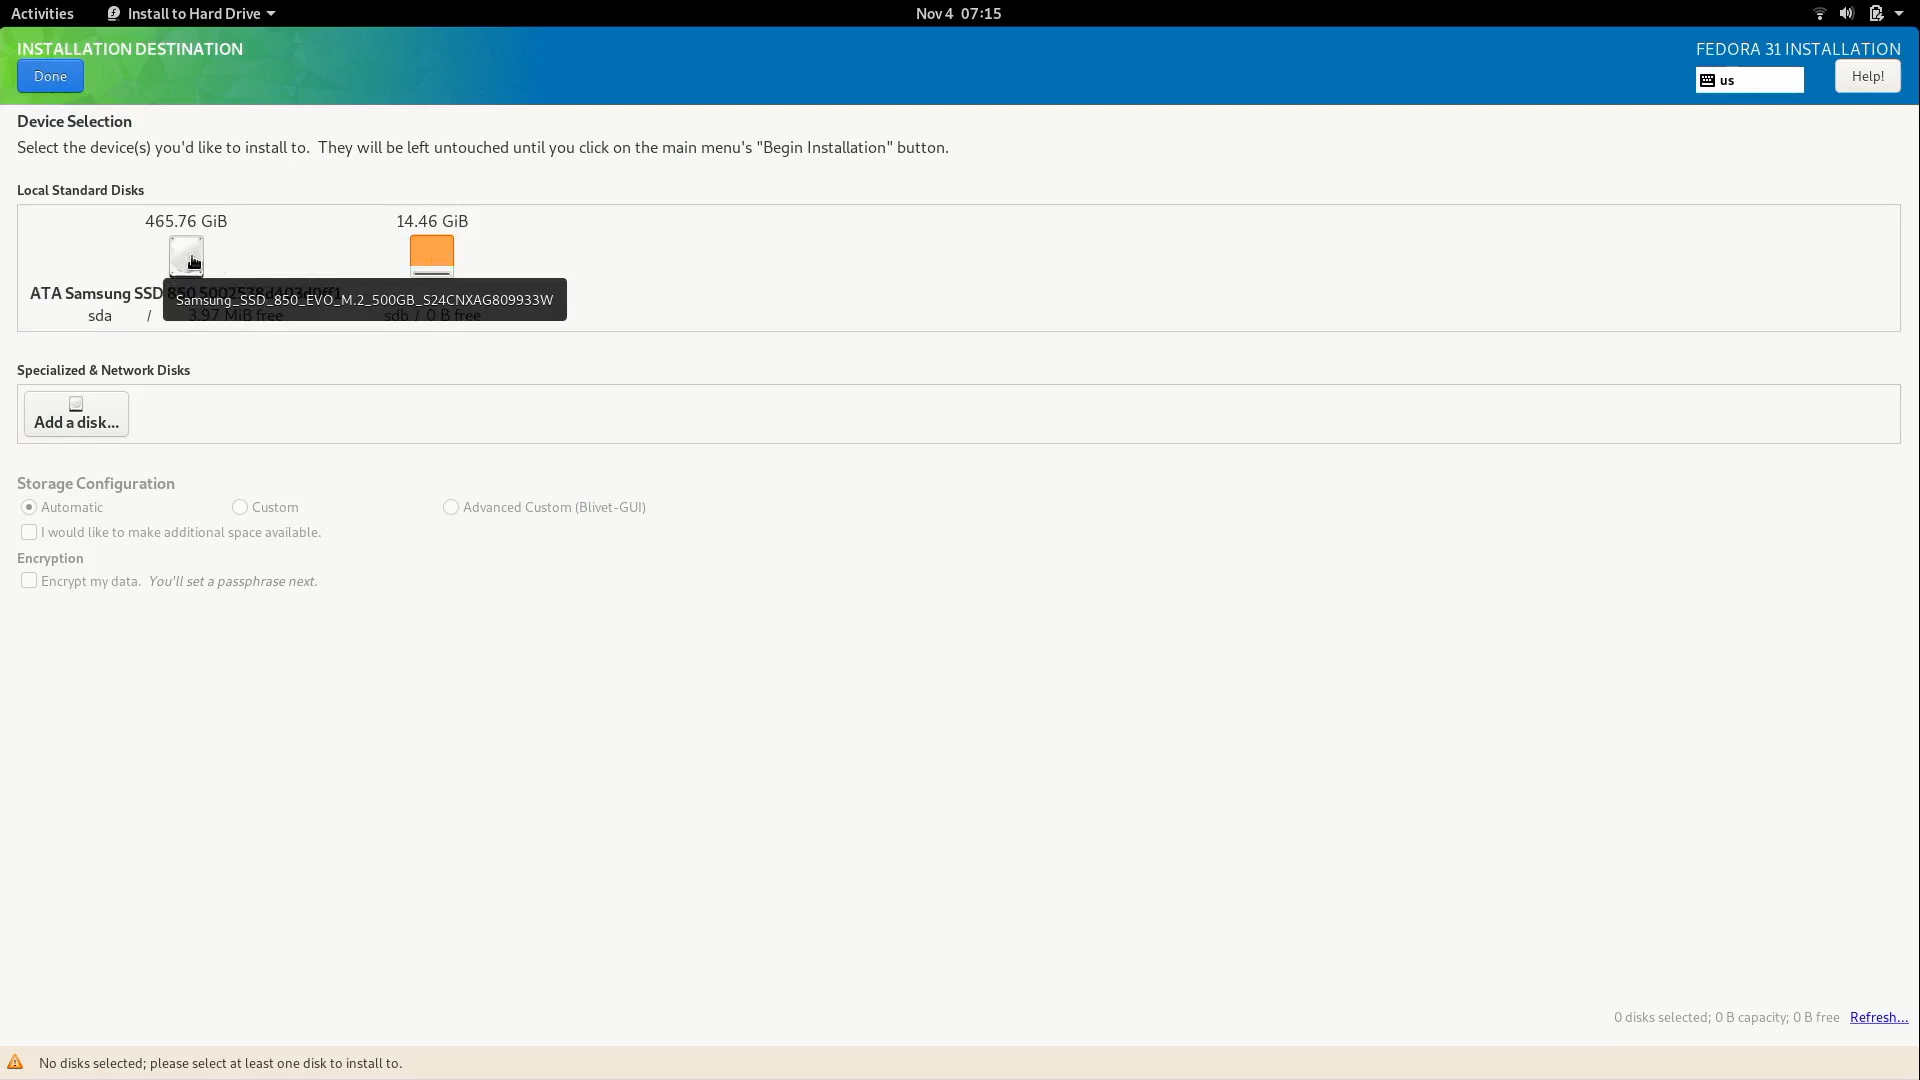 Activities
Install to Hard Drive
Nov 4 07:15
INSTALLATION DESTINATION
FEDORA 31 INSTALLATION
Done
us
Help!
Device Selection
Select the device(s) you'd like to install to. They will be left untouched until you click on the main menu's "Begin Installation" button.
Local Standard Disks
465.76 GiB
14.46 GiB
ATA Samsung SSD 850
Samsung_SSD_850_EVO_M.2_500GB_S24CNXAG809933W
sda / 3.97 MiB free
sdb / 0 B free
Specialized & Network Disks
Add a disk...
Storage Configuration
Automatic
Custom
Advanced Custom (Blivet-GUI)
I would like to make additional space available.
Encryption
Encrypt my data. You'll set a passphrase next.
0 disks selected; 0 B capacity; 0 B free Refresh...
No disks selected; please select at least one disk to install to.